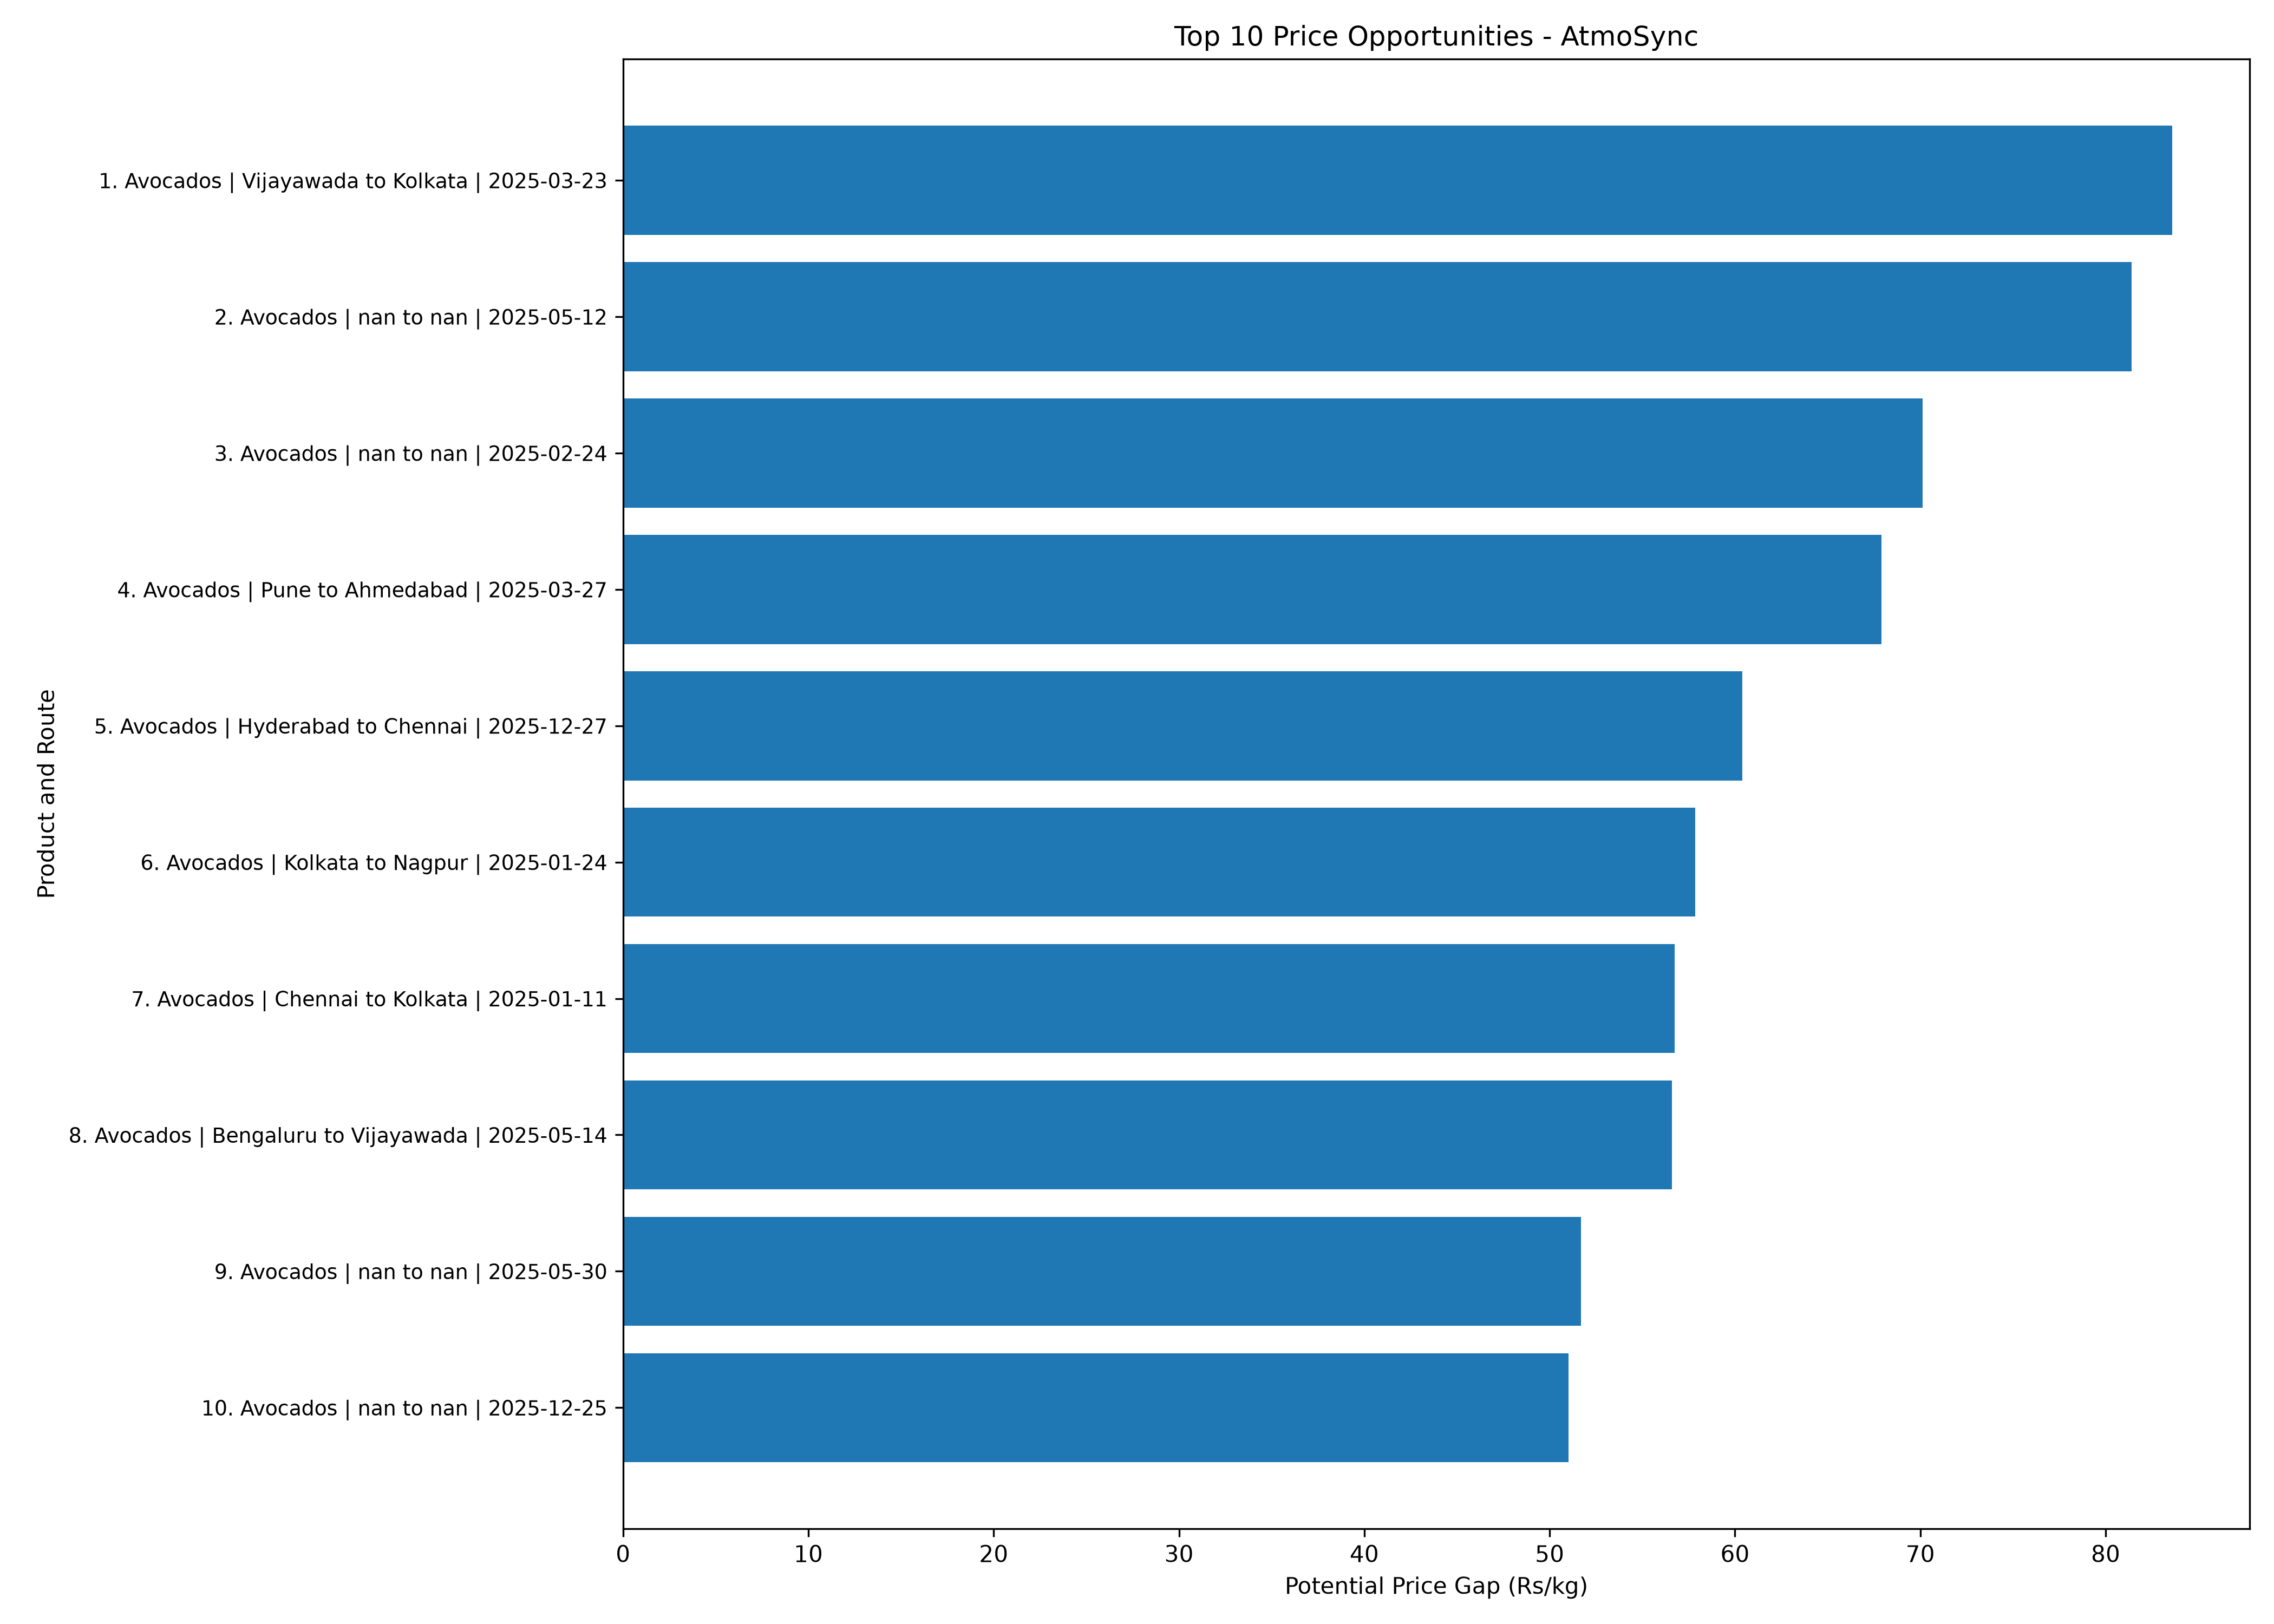 Top 10 Price Opportunities - AtmoSync
Product and Route
1. Avocados | Vijayawada to Kolkata | 2025-03-23
2. Avocados | nan to nan | 2025-05-12
3. Avocados | nan to nan | 2025-02-24
4. Avocados | Pune to Ahmedabad | 2025-03-27
5. Avocados | Hyderabad to Chennai | 2025-12-27
6. Avocados | Kolkata to Nagpur | 2025-01-24
7. Avocados | Chennai to Kolkata | 2025-01-11
8. Avocados | Bengaluru to Vijayawada | 2025-05-14
9. Avocados | nan to nan | 2025-05-30
10. Avocados | nan to nan | 2025-12-25
0 10 20 30 40 50 60 70 80
Potential Price Gap (Rs/kg)